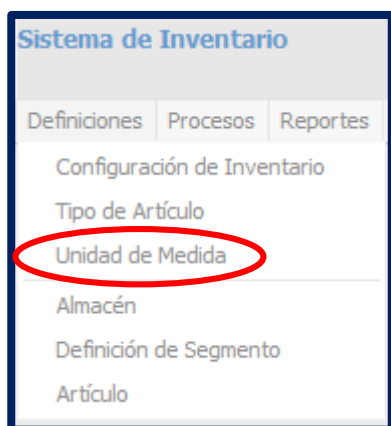 Sistema de Inventario
Definiciones Procesos Reportes
Configuración de Inventario
Tipo de Artículo
Unidad de Medida
Almacén
Definición de Segmento
Artículo